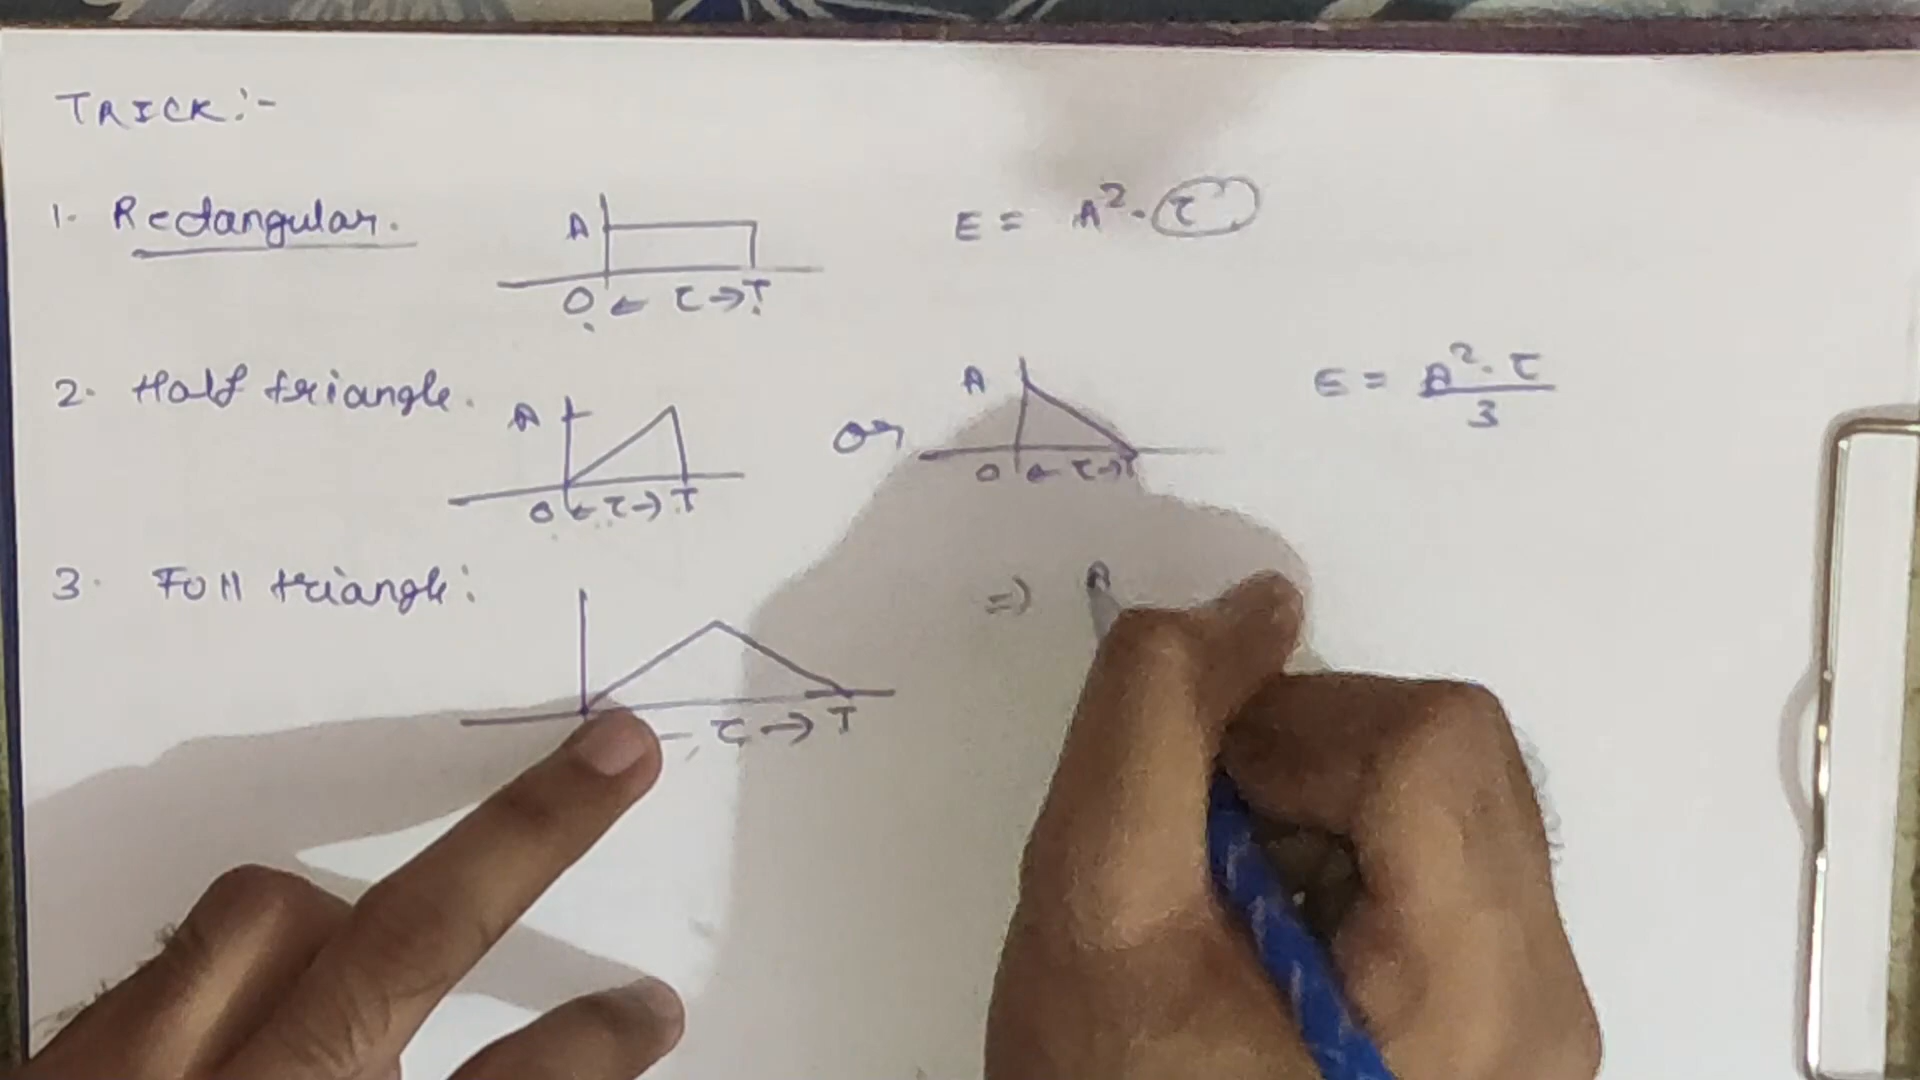 TRICK:-
1. Rectangular. A E = A². τ
0 ← τ → T
2. Half triangle. A or A E = A². τ / 3
0 ← τ → T 0 ← τ → T
3. Full triangle: => A
τ → T